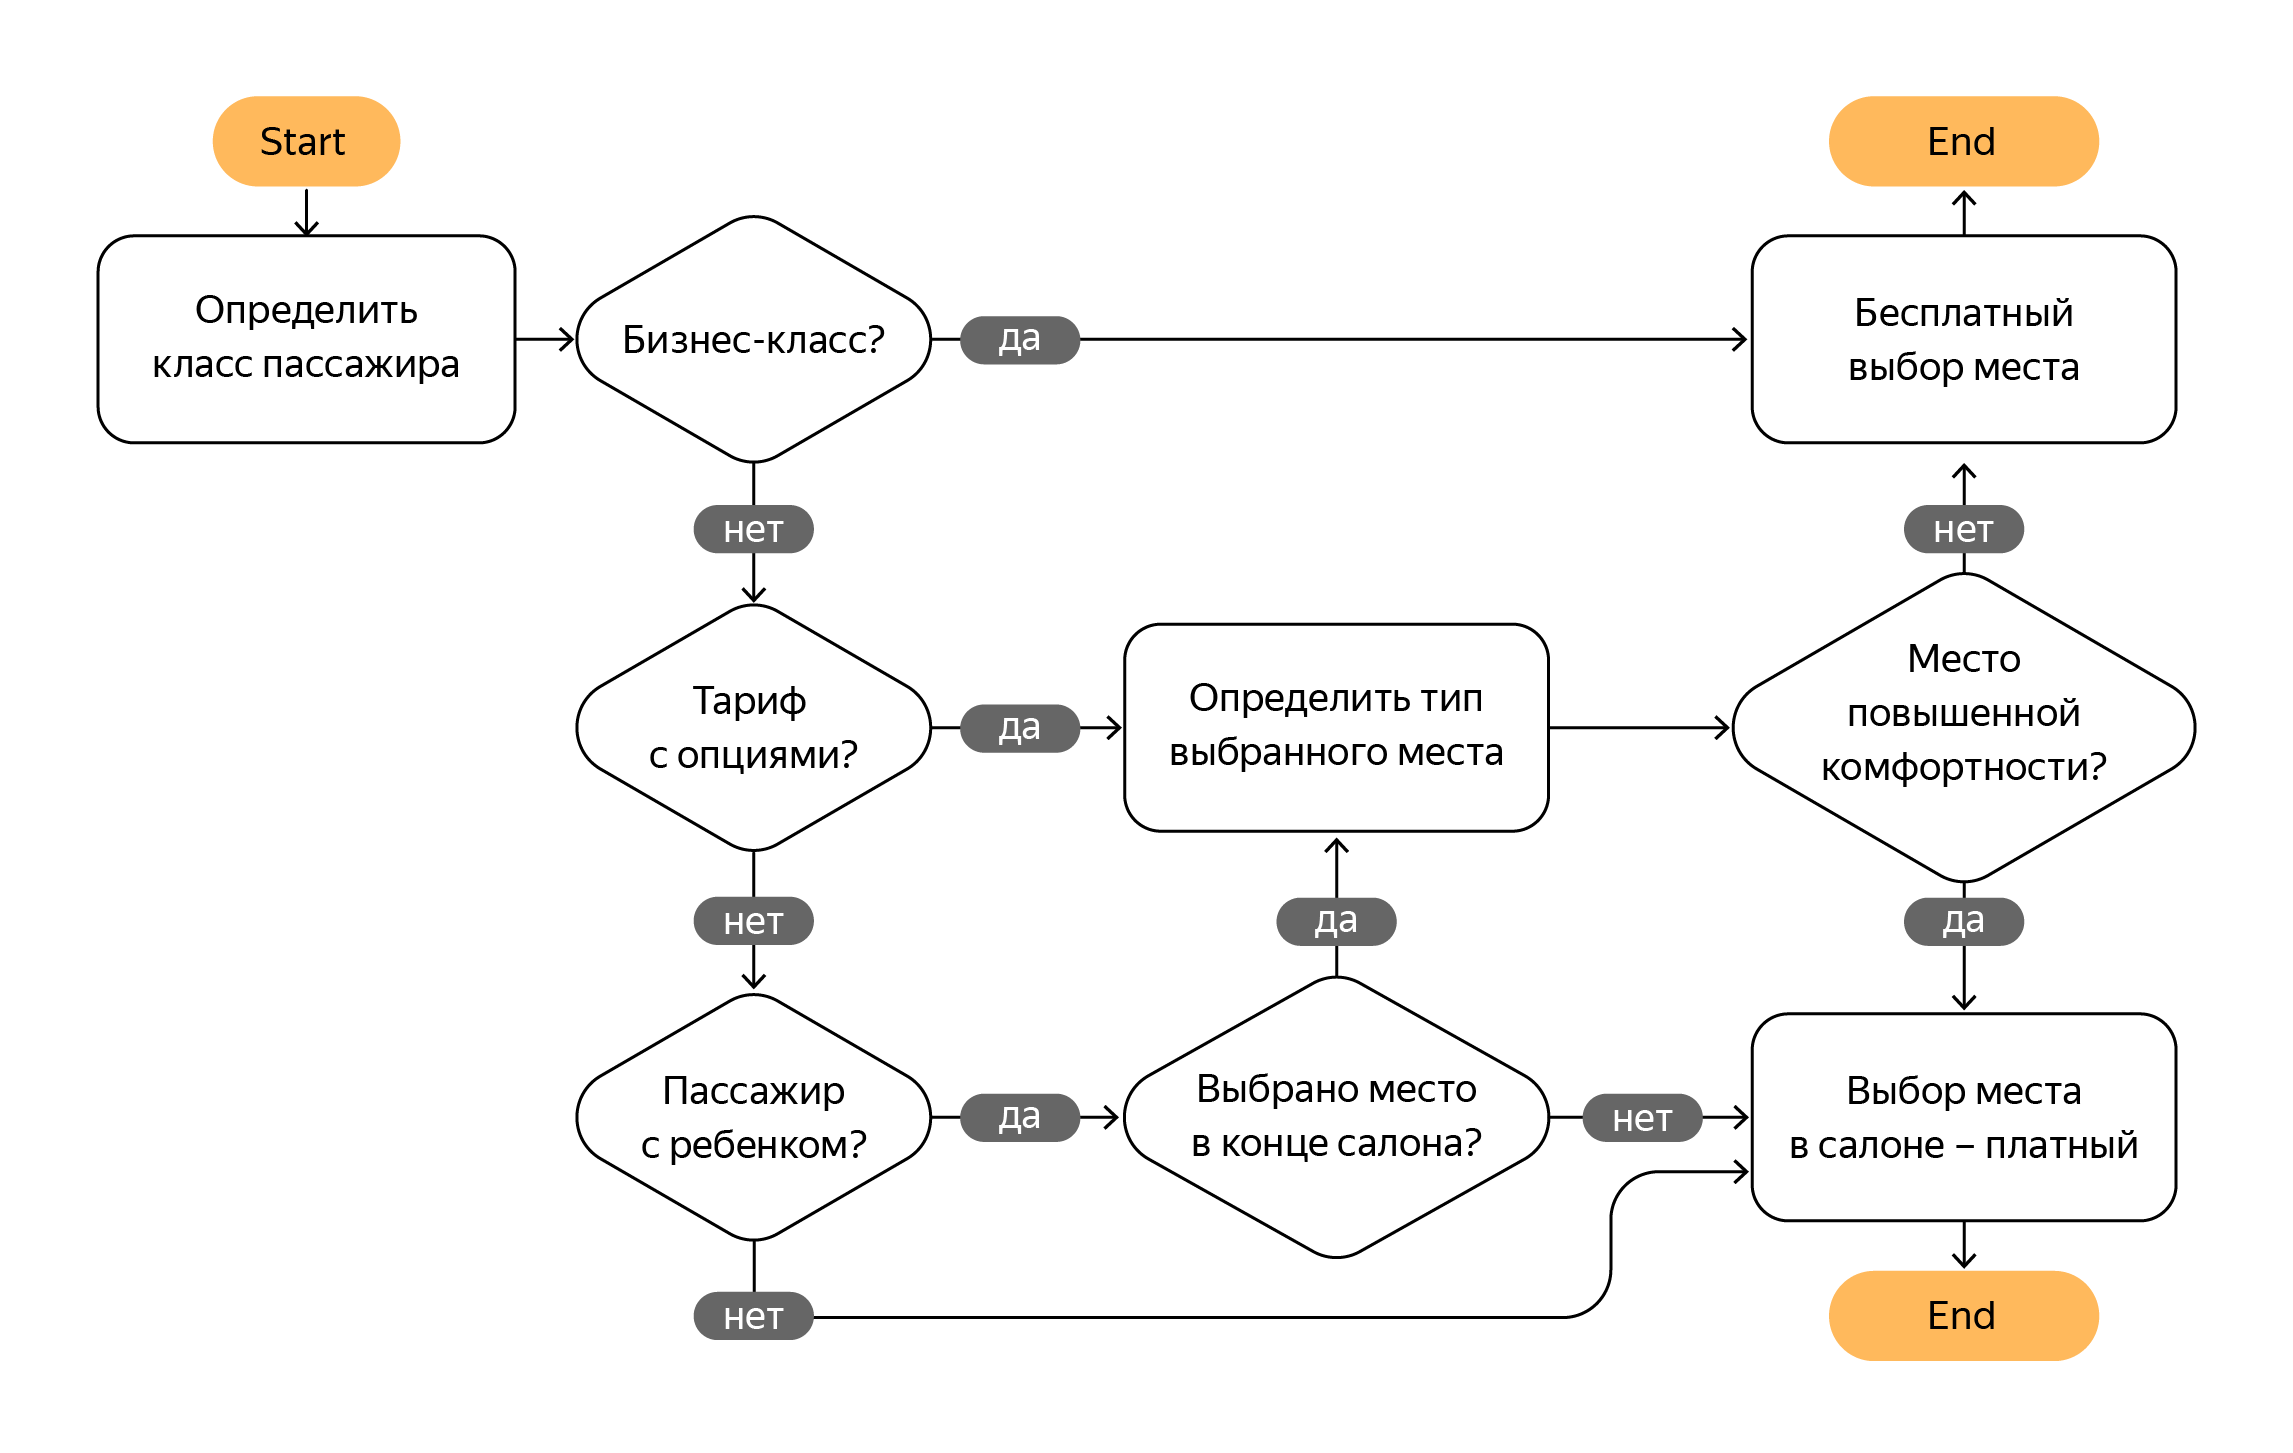 Start
End
Определить
класс пассажира
Бизнес-класс?
да
Бесплатный
выбор места
нет
нет
Тариф
с опциями?
да
Определить тип
выбранного места
Место
повышенной
комфортности?
нет
да
да
Пассажир
с ребенком?
да
Выбрано место
в конце салона?
нет
Выбор места
в салоне – платный
нет
End